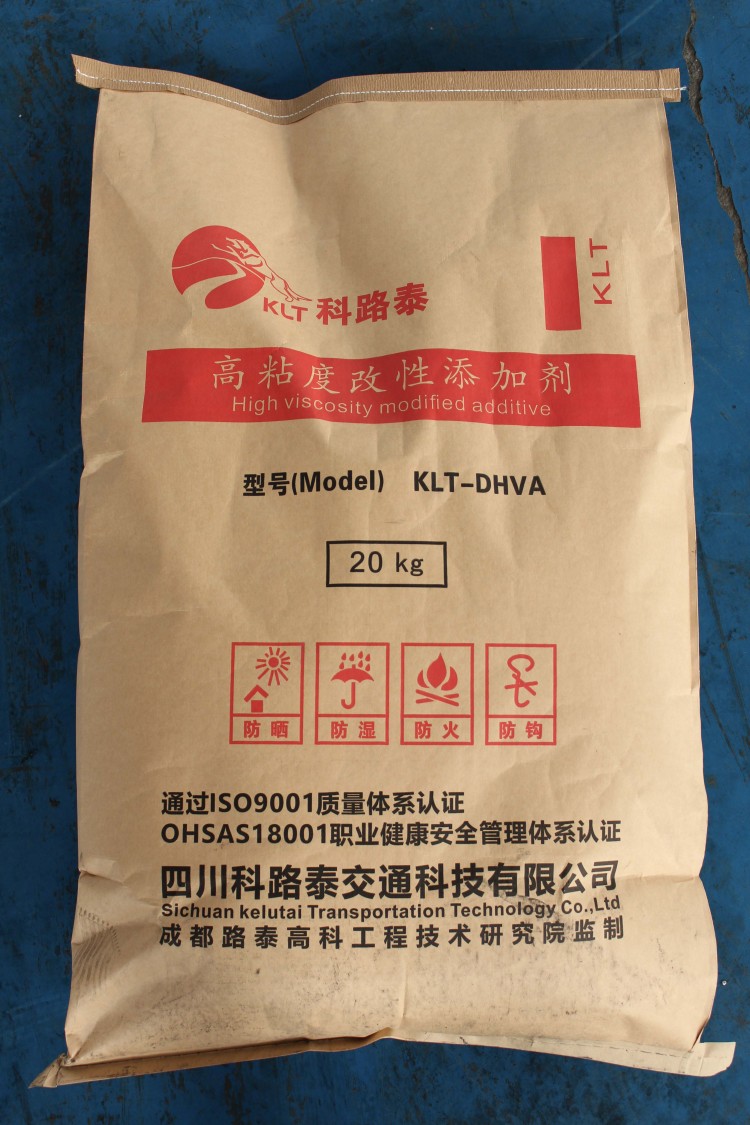 KLT 科路泰
KLT
高粘度改性添加剂
High viscosity modified additive
型号(Model) KLT-DHVA
20 kg
防晒 防湿 防火 防钩
通过ISO9001质量体系认证
OHSAS18001职业健康安全管理体系认证
四川科路泰交通科技有限公司
Sichuan kelutai Transportation Technology Co.,Ltd
成都路泰高科工程技术研究院监制